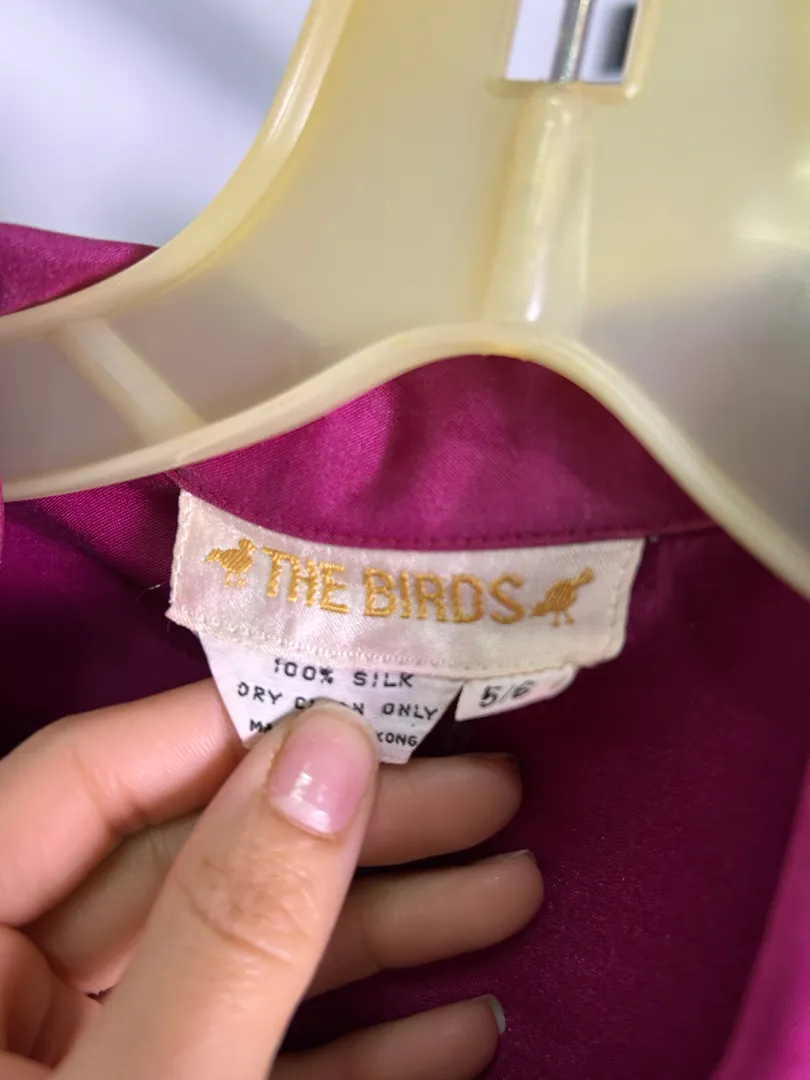 THE BIRDS
100% SILK
DRY ONLY
KONG
5/6